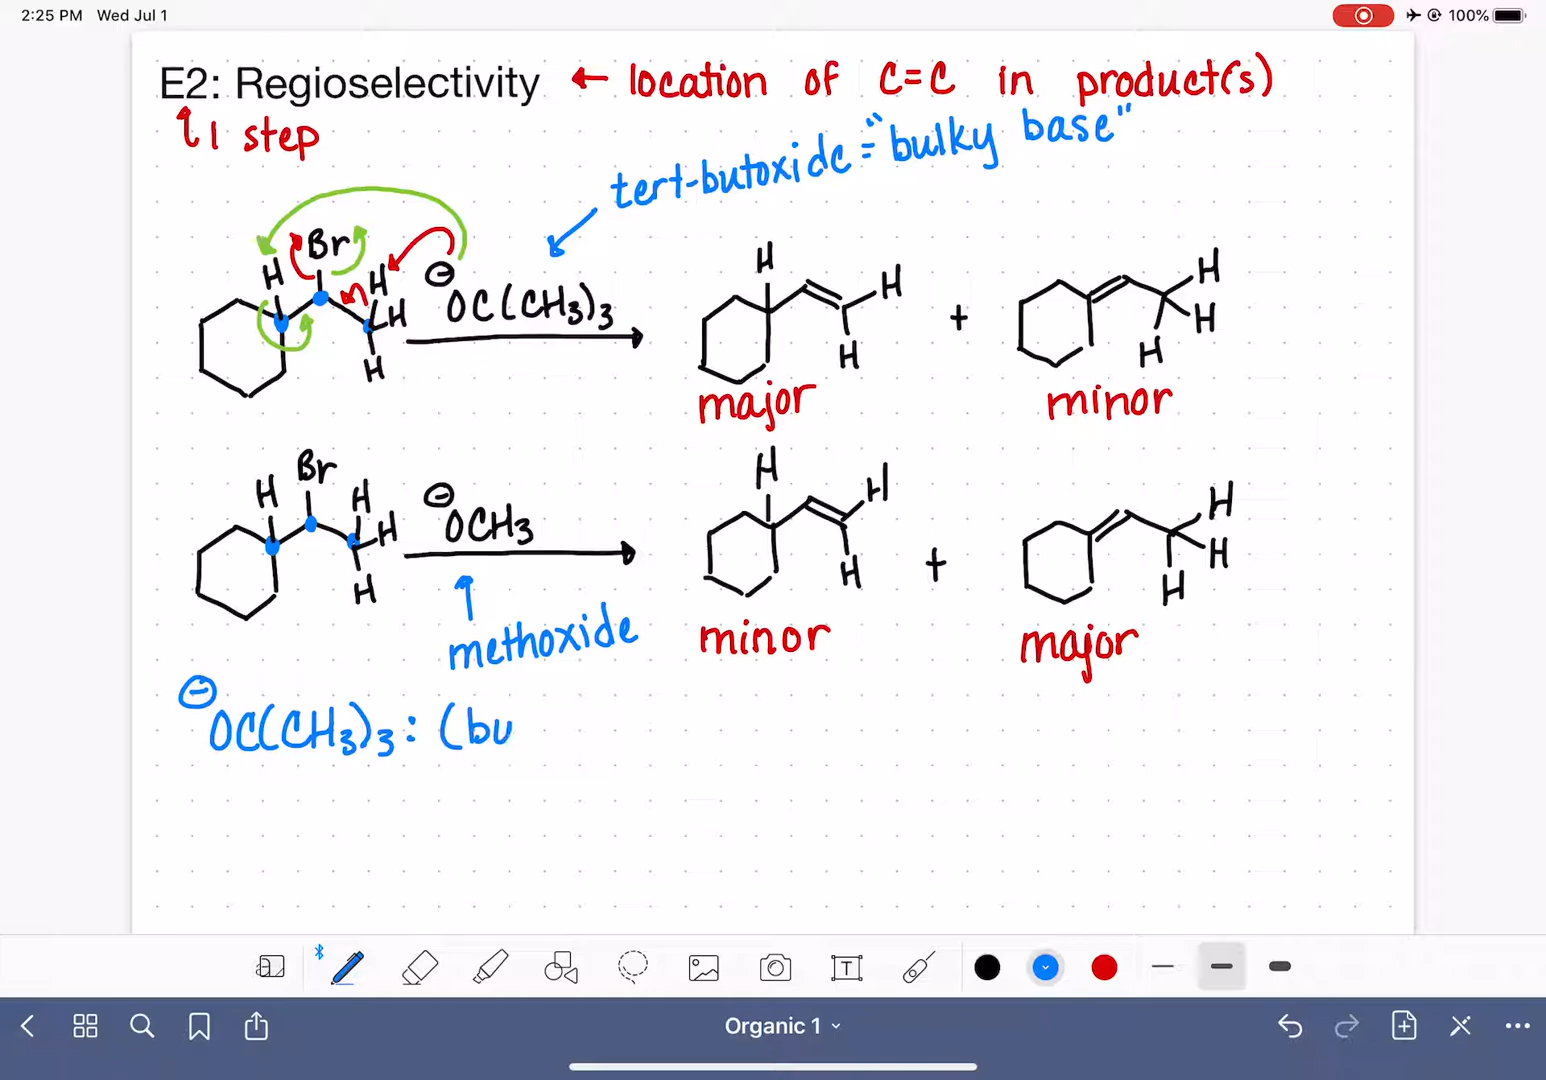 2:25 PM Wed Jul 1
100%
E2: Regioselectivity ← location of C=C in product(s)
↑ 1 step
tert-butoxide = "bulky base"
Br
H
H
H
H
⊖
OC(CH3)3
H
H
H
+
H
H
H
major
minor
Br
H
H
H
H
⊖
OCH3
H
H
H
+
H
H
H
methoxide
minor
major
⊖
OC(CH3)3: (bu
T
Organic 1